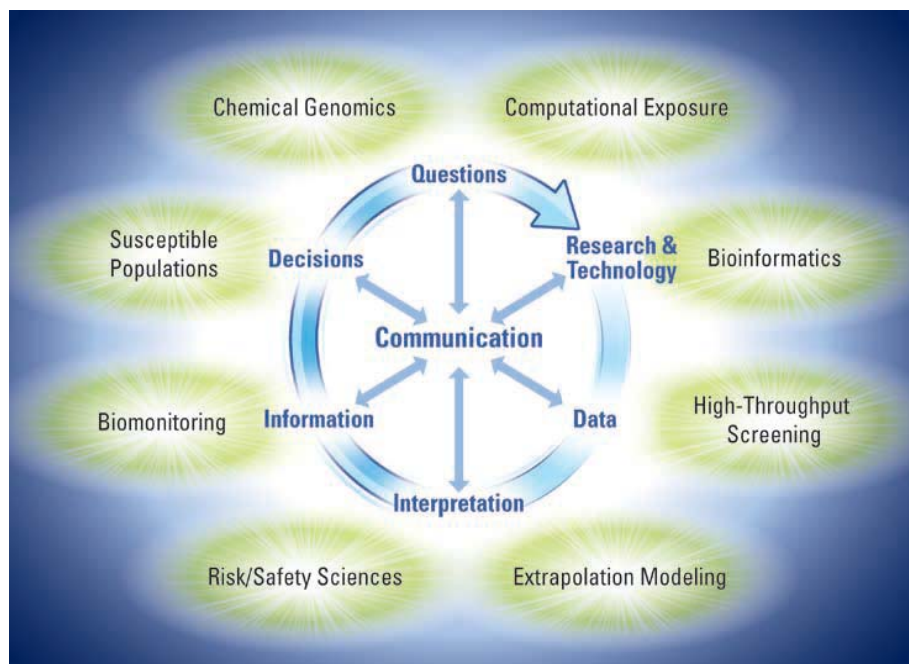 Chemical Genomics
Computational Exposure
Questions
Susceptible
Populations
Decisions
Research &
Technology
Bioinformatics
Communication
Biomonitoring
Information
Data
High-Throughput
Screening
Interpretation
Risk/Safety Sciences
Extrapolation Modeling